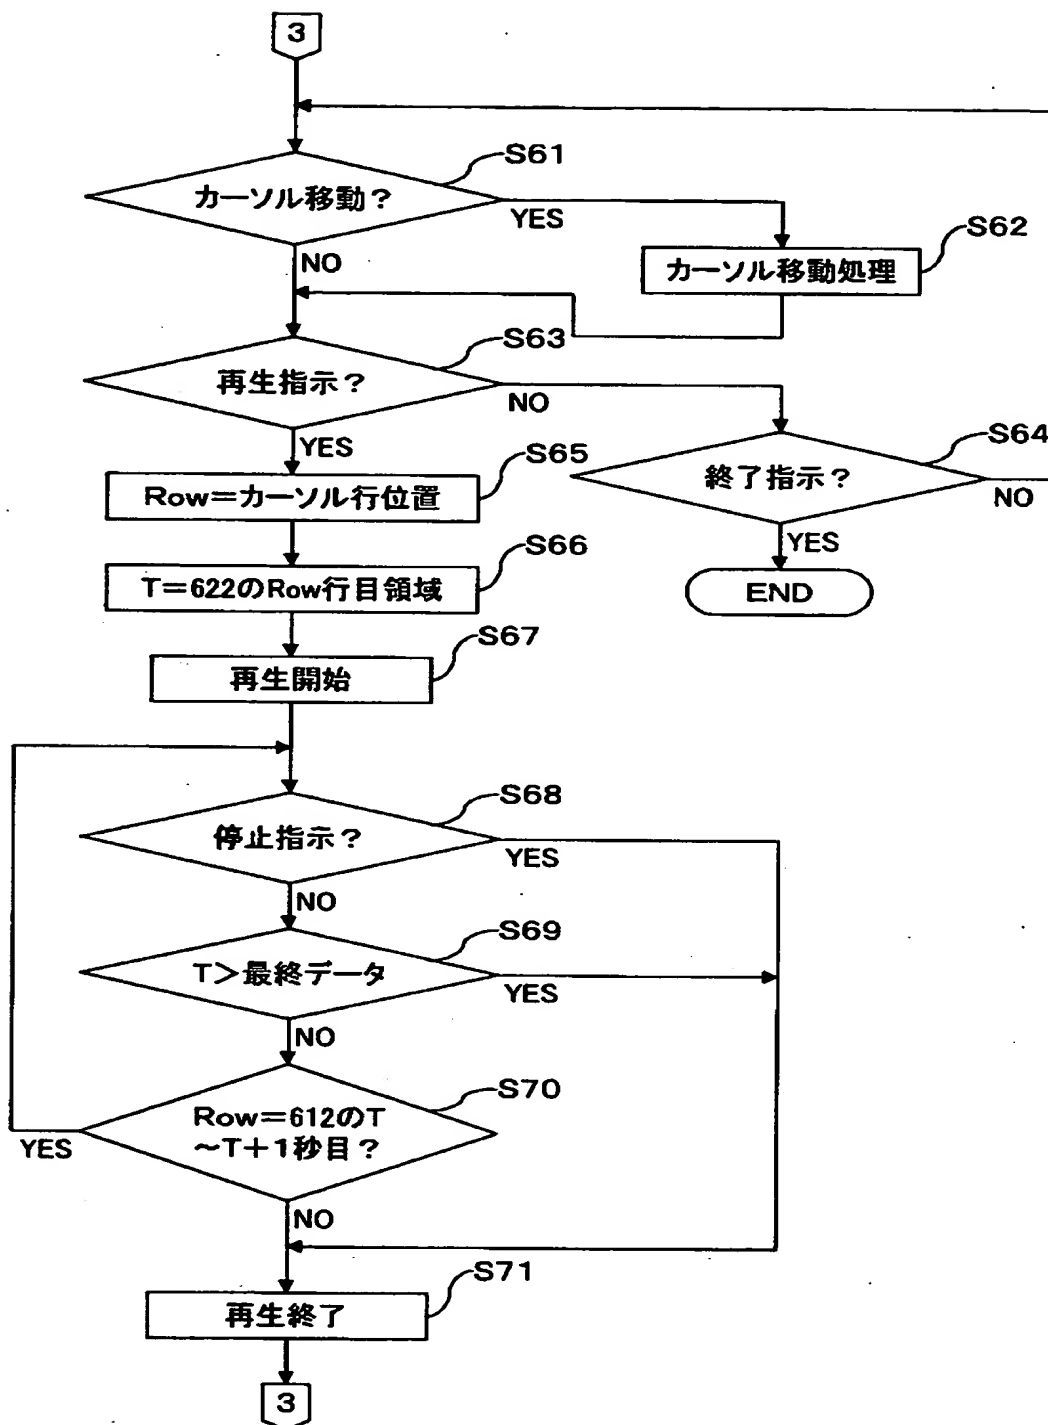 3
S61
カーソル移動?
YES
S62
NO
カーソル移動処理
S63
再生指示?
NO
YES
S64
S65
終了指示?
Row=カーソル行位置
NO
YES
S66
T=622のRow行目領域
END
S67
再生開始
S68
停止指示?
YES
NO
S69
T>最終データ
YES
NO
S70
Row=612のT
~T+1秒目?
YES
NO
S71
再生終了
3